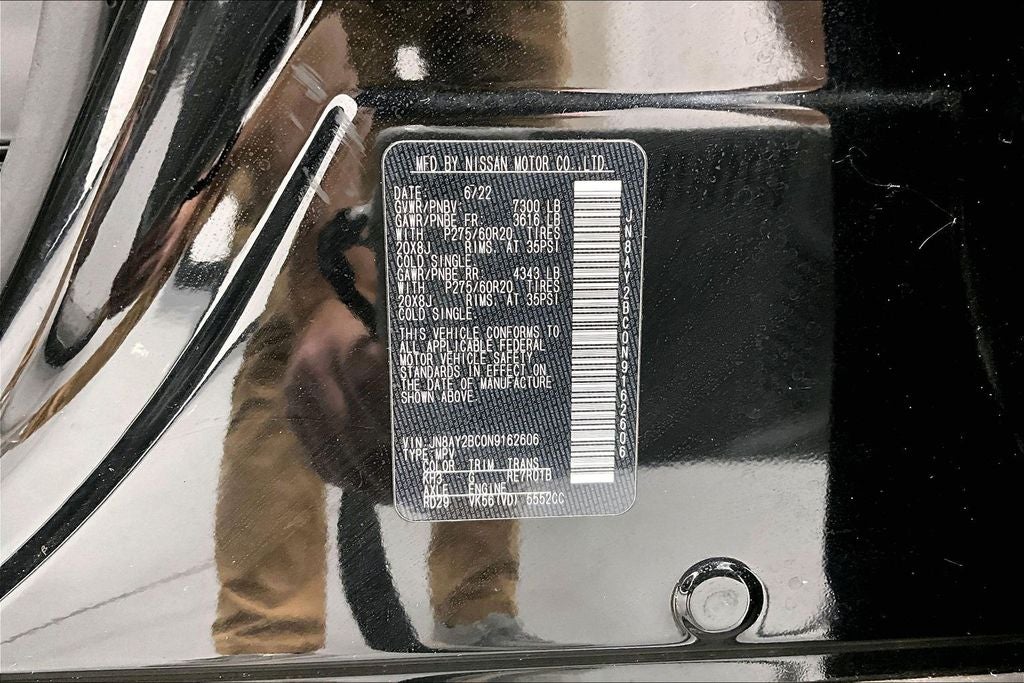 MFD BY NISSAN MOTOR CO., LTD.
DATE: 6/22
GVWR/PNBV: 7300 LB
GAWR/PNBE FR: 3616 LB
WITH P275/60R20 TIRES
20X8J RIMS, AT 35PSI
COLD SINGLE.
GAWR/PNBE RR: 4343 LB
WITH P275/60R20 TIRES
20X8J RIMS, AT 35PSI
COLD SINGLE.
THIS VEHICLE CONFORMS TO
ALL APPLICABLE FEDERAL
MOTOR VEHICLE SAFETY
STANDARDS IN EFFECT ON
THE DATE OF MANUFACTURE
SHOWN ABOVE.
VIN:JN8AY2BC0N9162606
TYPE:MPV
COLOR TRIM TRANS
KH3 G RE7R01B
AXLE ENGINE
RD29 VK56(VD) 5552CC
JN8AY2BC0N9162606